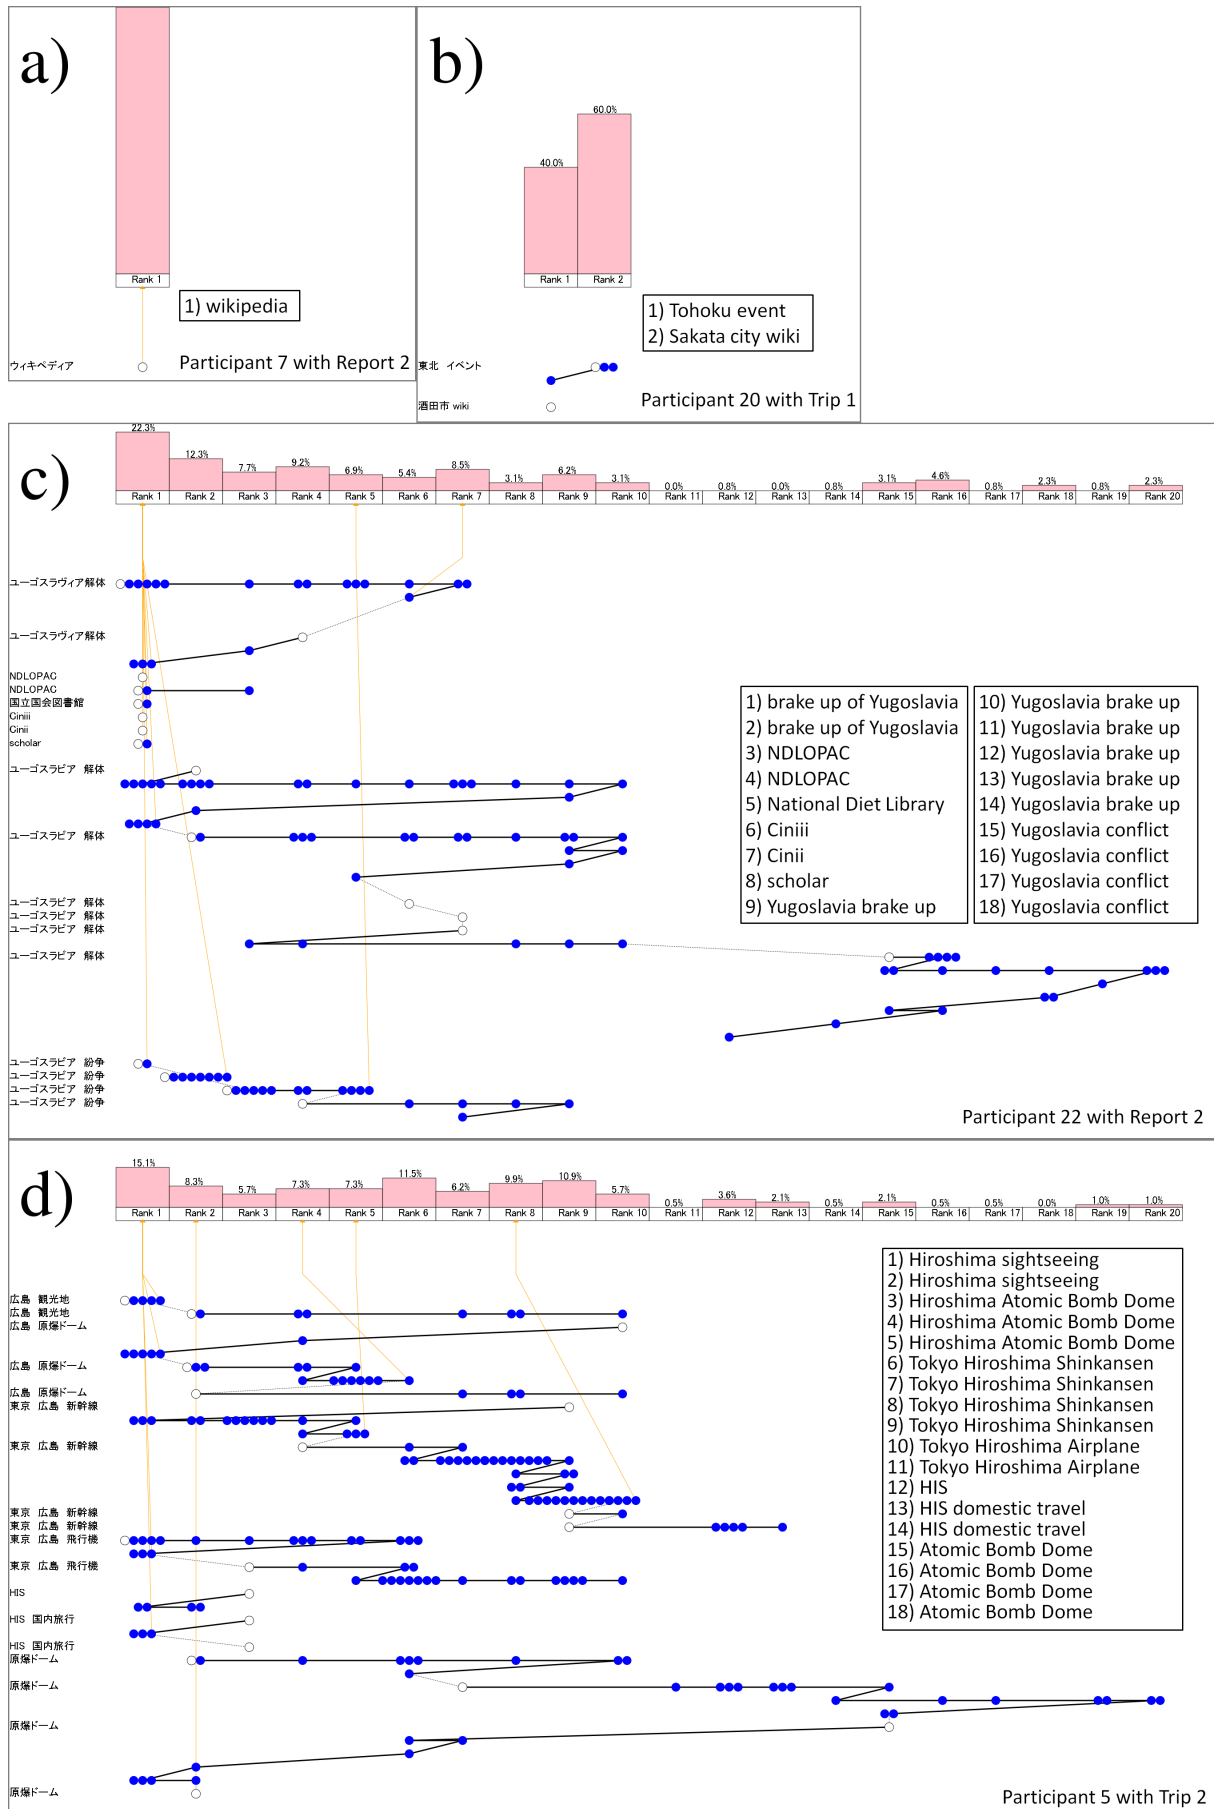 a)
Rank 1
1) wikipedia
ウィキペディア
Participant 7 with Report 2
b)
60.0%
40.0%
Rank 1
Rank 2
1) Tohoku event
2) Sakata city wiki
東北 イベント
酒田市 wiki
Participant 20 with Trip 1
c)
22.3%
12.3%
7.7%
9.2%
6.9%
5.4%
8.5%
3.1%
6.2%
3.1%
0.0%
0.8%
0.0%
0.8%
3.1%
4.6%
0.8%
2.3%
0.8%
2.3%
Rank 1
Rank 2
Rank 3
Rank 4
Rank 5
Rank 6
Rank 7
Rank 8
Rank 9
Rank 10
Rank 11
Rank 12
Rank 13
Rank 14
Rank 15
Rank 16
Rank 17
Rank 18
Rank 19
Rank 20
ユーゴスラヴィア解体
ユーゴスラヴィア解体
NDLOPAC
NDLOPAC
国立国会図書館
Ciniii
Cinii
scholar
ユーゴスラビア 解体
ユーゴスラビア 解体
ユーゴスラビア 解体
ユーゴスラビア 解体
ユーゴスラビア 解体
ユーゴスラビア 解体
ユーゴスラビア 紛争
ユーゴスラビア 紛争
ユーゴスラビア 紛争
ユーゴスラビア 紛争
1) brake up of Yugoslavia
2) brake up of Yugoslavia
3) NDLOPAC
4) NDLOPAC
5) National Diet Library
6) Ciniii
7) Cinii
8) scholar
9) Yugoslavia brake up
10) Yugoslavia brake up
11) Yugoslavia brake up
12) Yugoslavia brake up
13) Yugoslavia brake up
14) Yugoslavia brake up
15) Yugoslavia conflict
16) Yugoslavia conflict
17) Yugoslavia conflict
18) Yugoslavia conflict
Participant 22 with Report 2
d)
15.1%
8.3%
5.7%
7.3%
7.3%
11.5%
6.2%
9.9%
10.9%
5.7%
0.5%
3.6%
2.1%
0.5%
2.1%
0.5%
0.5%
0.0%
1.0%
1.0%
Rank 1
Rank 2
Rank 3
Rank 4
Rank 5
Rank 6
Rank 7
Rank 8
Rank 9
Rank 10
Rank 11
Rank 12
Rank 13
Rank 14
Rank 15
Rank 16
Rank 17
Rank 18
Rank 19
Rank 20
広島 観光地
広島 観光地
広島 原爆ドーム
広島 原爆ドーム
広島 原爆ドーム
東京 広島 新幹線
東京 広島 新幹線
東京 広島 新幹線
東京 広島 新幹線
東京 広島 飛行機
東京 広島 飛行機
HIS
HIS 国内旅行
HIS 国内旅行
原爆ドーム
原爆ドーム
原爆ドーム
原爆ドーム
1) Hiroshima sightseeing
2) Hiroshima sightseeing
3) Hiroshima Atomic Bomb Dome
4) Hiroshima Atomic Bomb Dome
5) Hiroshima Atomic Bomb Dome
6) Tokyo Hiroshima Shinkansen
7) Tokyo Hiroshima Shinkansen
8) Tokyo Hiroshima Shinkansen
9) Tokyo Hiroshima Shinkansen
10) Tokyo Hiroshima Airplane
11) Tokyo Hiroshima Airplane
12) HIS
13) HIS domestic travel
14) HIS domestic travel
15) Atomic Bomb Dome
16) Atomic Bomb Dome
17) Atomic Bomb Dome
18) Atomic Bomb Dome
Participant 5 with Trip 2